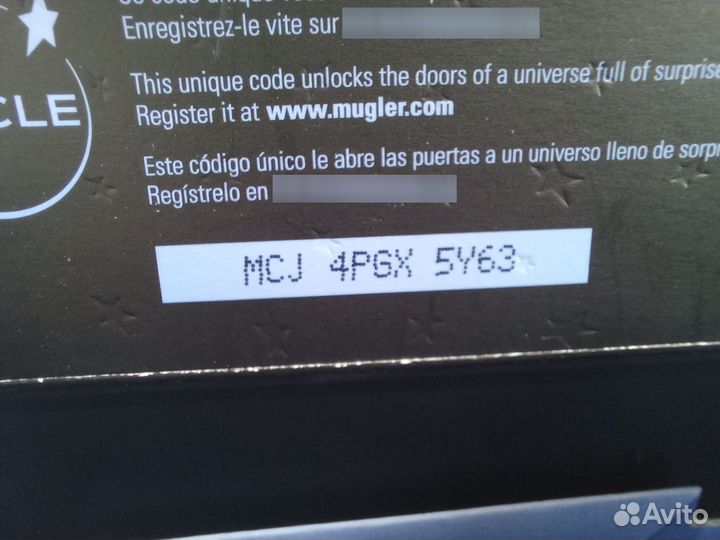 Enregistrez-le vite sur
This unique code unlocks the doors of a universe full of surprise
Register it at www.mugler.com
Este código único le abre las puertas a un universo lleno de sorp
Regístrelo en
CLE
MCJ 4PGX 5Y63
Avito